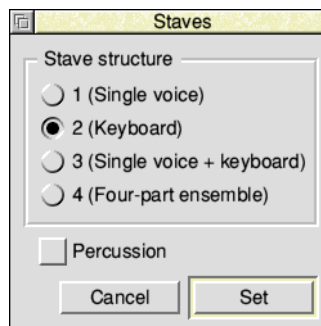 Staves
Stave structure
1 (Single voice)
2 (Keyboard)
3 (Single voice + keyboard)
4 (Four-part ensemble)
Percussion
Cancel
Set